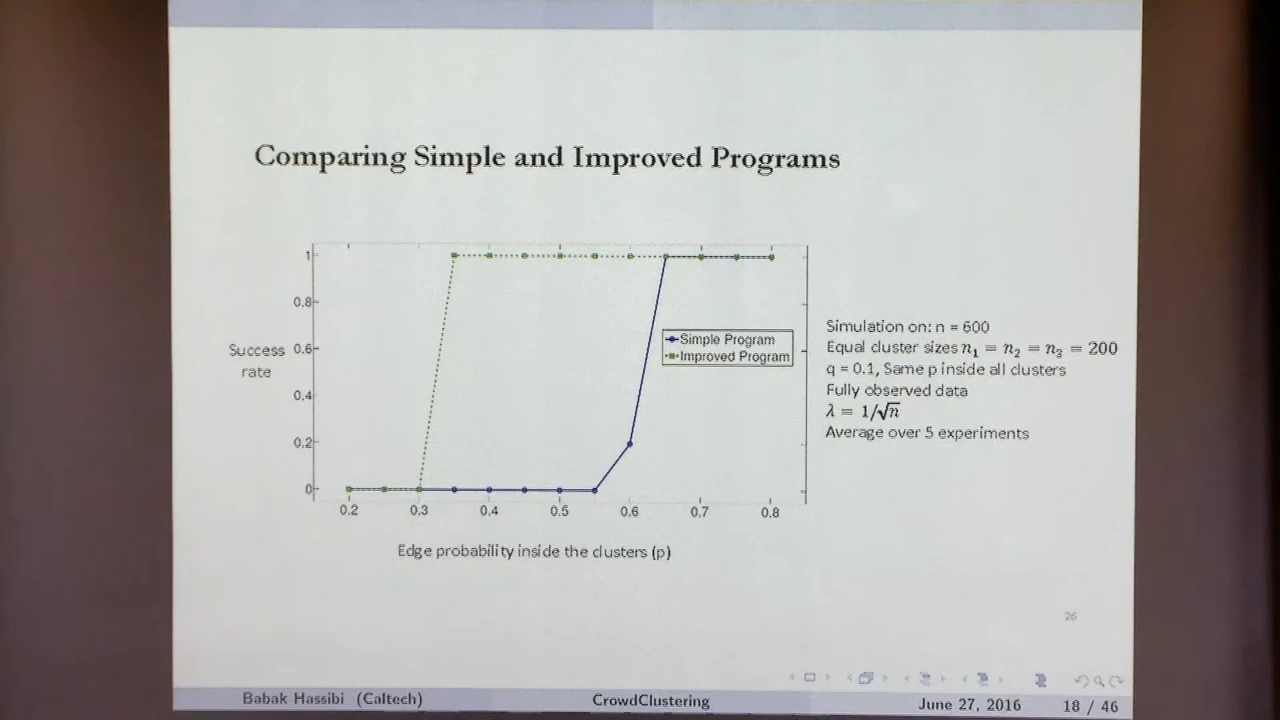 Comparing Simple and Improved Programs
1
0.8
0.6
0.4
0.2
0
Success
rate
Simple Program
Improved Program
0.2 0.3 0.4 0.5 0.6 0.7 0.8
Edge probability inside the clusters (p)
Simulation on: n = 600
Equal cluster sizes n₁ = n₂ = n₃ = 200
q = 0.1, Same p inside all clusters
Fully observed data
λ = 1/√n
Average over 5 experiments
26
Babak Hassibi (Caltech) CrowdClustering June 27, 2016 18 / 46